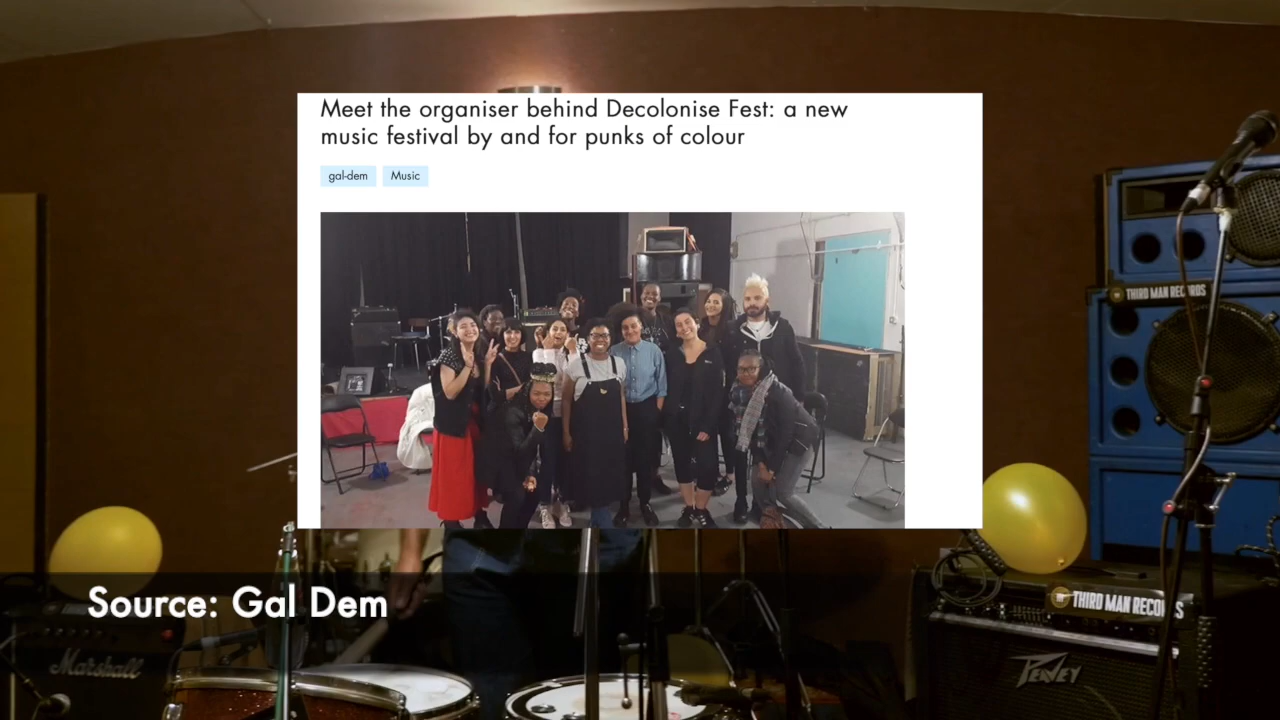 Meet the organiser behind Decolonise Fest: a new
music festival by and for punks of colour
gal-dem
Music
THIRD MAN RECORDS
Source: Gal Dem
THIRD MAN RECORDS
Marshall
PEAVEY